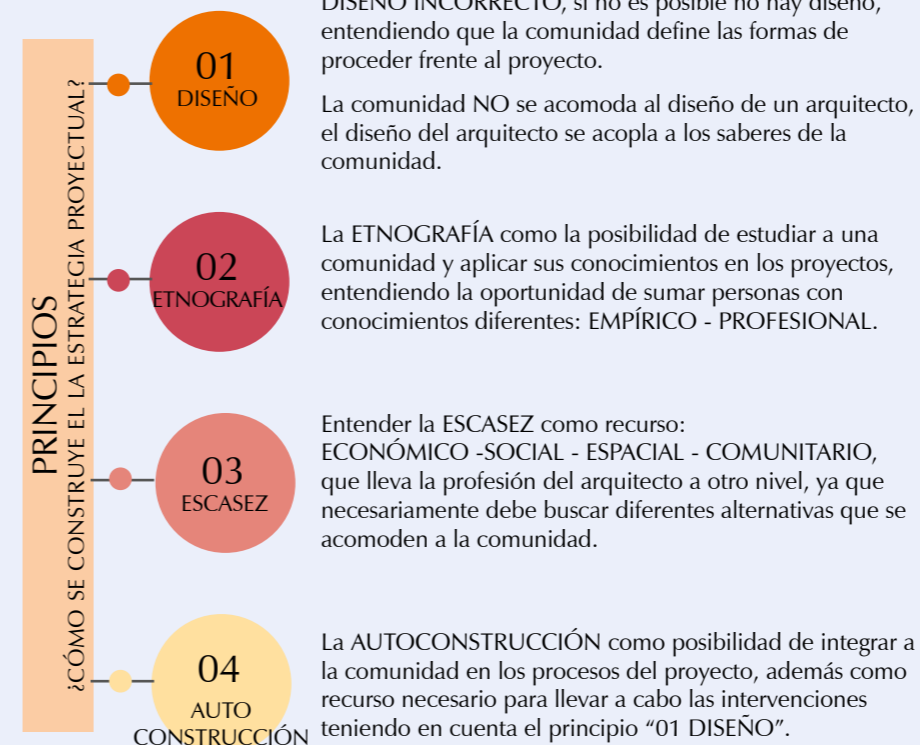 PRINCIPIOS
¿CÓMO SE CONSTRUYE EL LA ESTRATEGIA PROYECTUAL?
01
DISEÑO
DISEÑO INCORRECTO, si no es posible no hay diseño,
entendiendo que la comunidad define las formas de
proceder frente al proyecto.
La comunidad NO se acomoda al diseño de un arquitecto,
el diseño del arquitecto se acopla a los saberes de la
comunidad.
02
ETNOGRAFÍA
La ETNOGRAFÍA como la posibilidad de estudiar a una
comunidad y aplicar sus conocimientos en los proyectos,
entendiendo la oportunidad de sumar personas con
conocimientos diferentes: EMPÍRICO - PROFESIONAL.
03
ESCASEZ
Entender la ESCASEZ como recurso:
ECONÓMICO -SOCIAL - ESPACIAL - COMUNITARIO,
que lleva la profesión del arquitecto a otro nivel, ya que
necesariamente debe buscar diferentes alternativas que se
acomoden a la comunidad.
04
AUTO
CONSTRUCCIÓN
La AUTOCONSTRUCCIÓN como posibilidad de integrar a
la comunidad en los procesos del proyecto, además como
recurso necesario para llevar a cabo las intervenciones
teniendo en cuenta el principio “01 DISEÑO”.